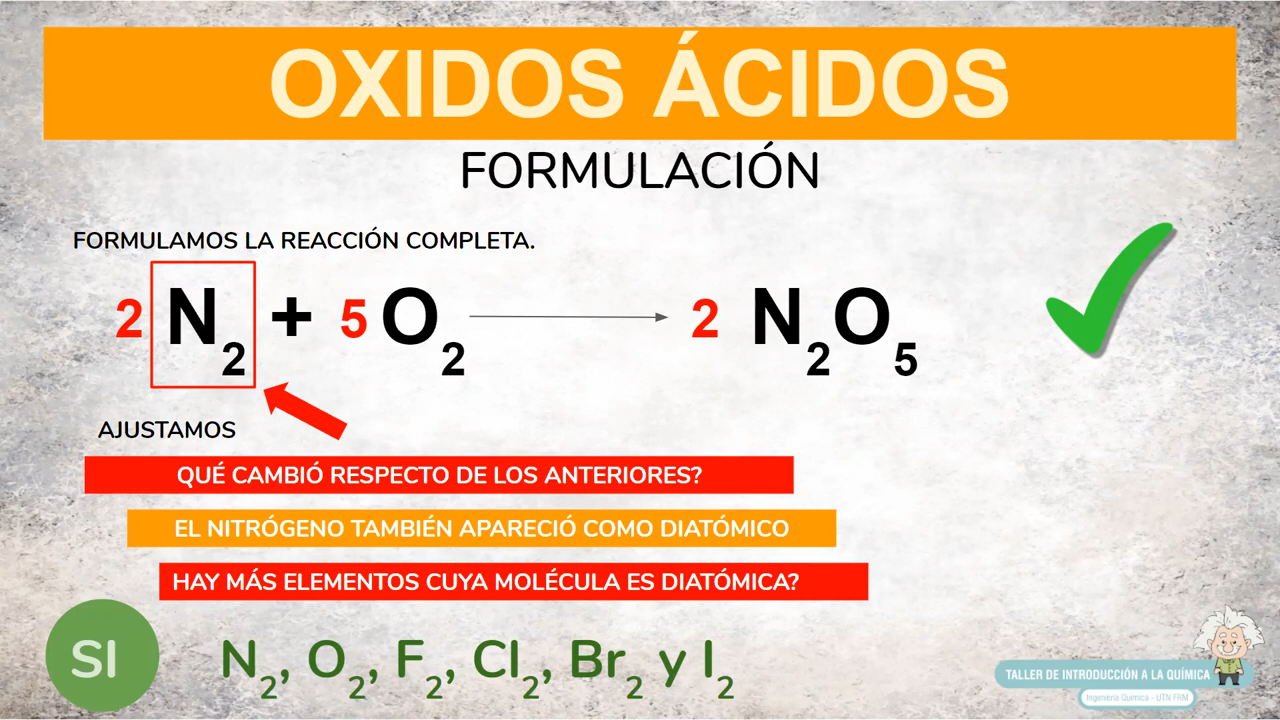 OXIDOS ÁCIDOS
FORMULACIÓN
FORMULAMOS LA REACCIÓN COMPLETA.
2 N₂ + 5 O₂ ⟶ 2 N₂O₅
AJUSTAMOS
QUÉ CAMBIÓ RESPECTO DE LOS ANTERIORES?
EL NITRÓGENO TAMBIÉN APARECIÓ COMO DIATÓMICO
HAY MÁS ELEMENTOS CUYA MOLÉCULA ES DIATÓMICA?
SI N₂, O₂, F₂, Cl₂, Br₂ y I₂
TALLER DE INTRODUCCIÓN A LA QUÍMICA
Ingeniería Química - UTN FRM